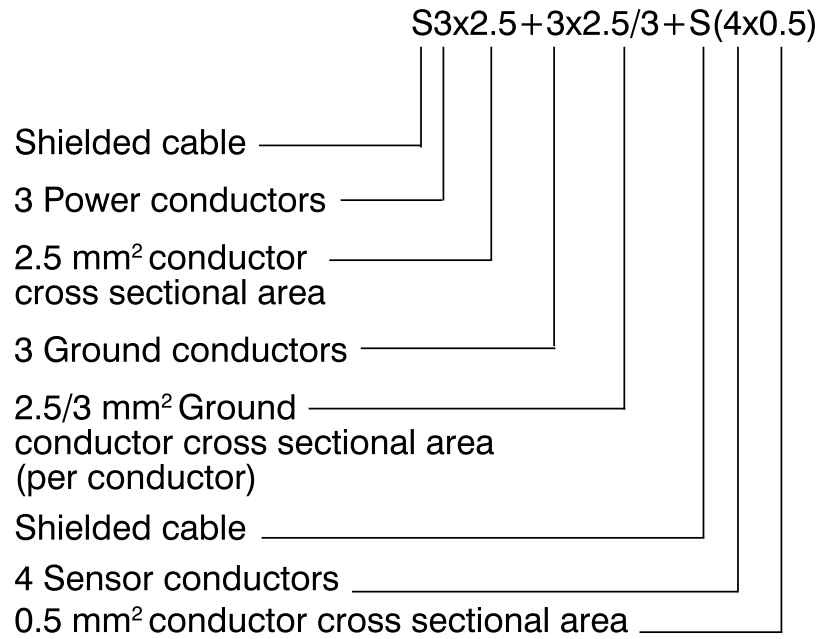 S3x2.5+3x2.5/3+S(4x0.5)
Shielded cable
3 Power conductors
2.5 mm² conductor
cross sectional area
3 Ground conductors
2.5/3 mm² Ground
conductor cross sectional area
(per conductor)
Shielded cable
4 Sensor conductors
0.5 mm² conductor cross sectional area